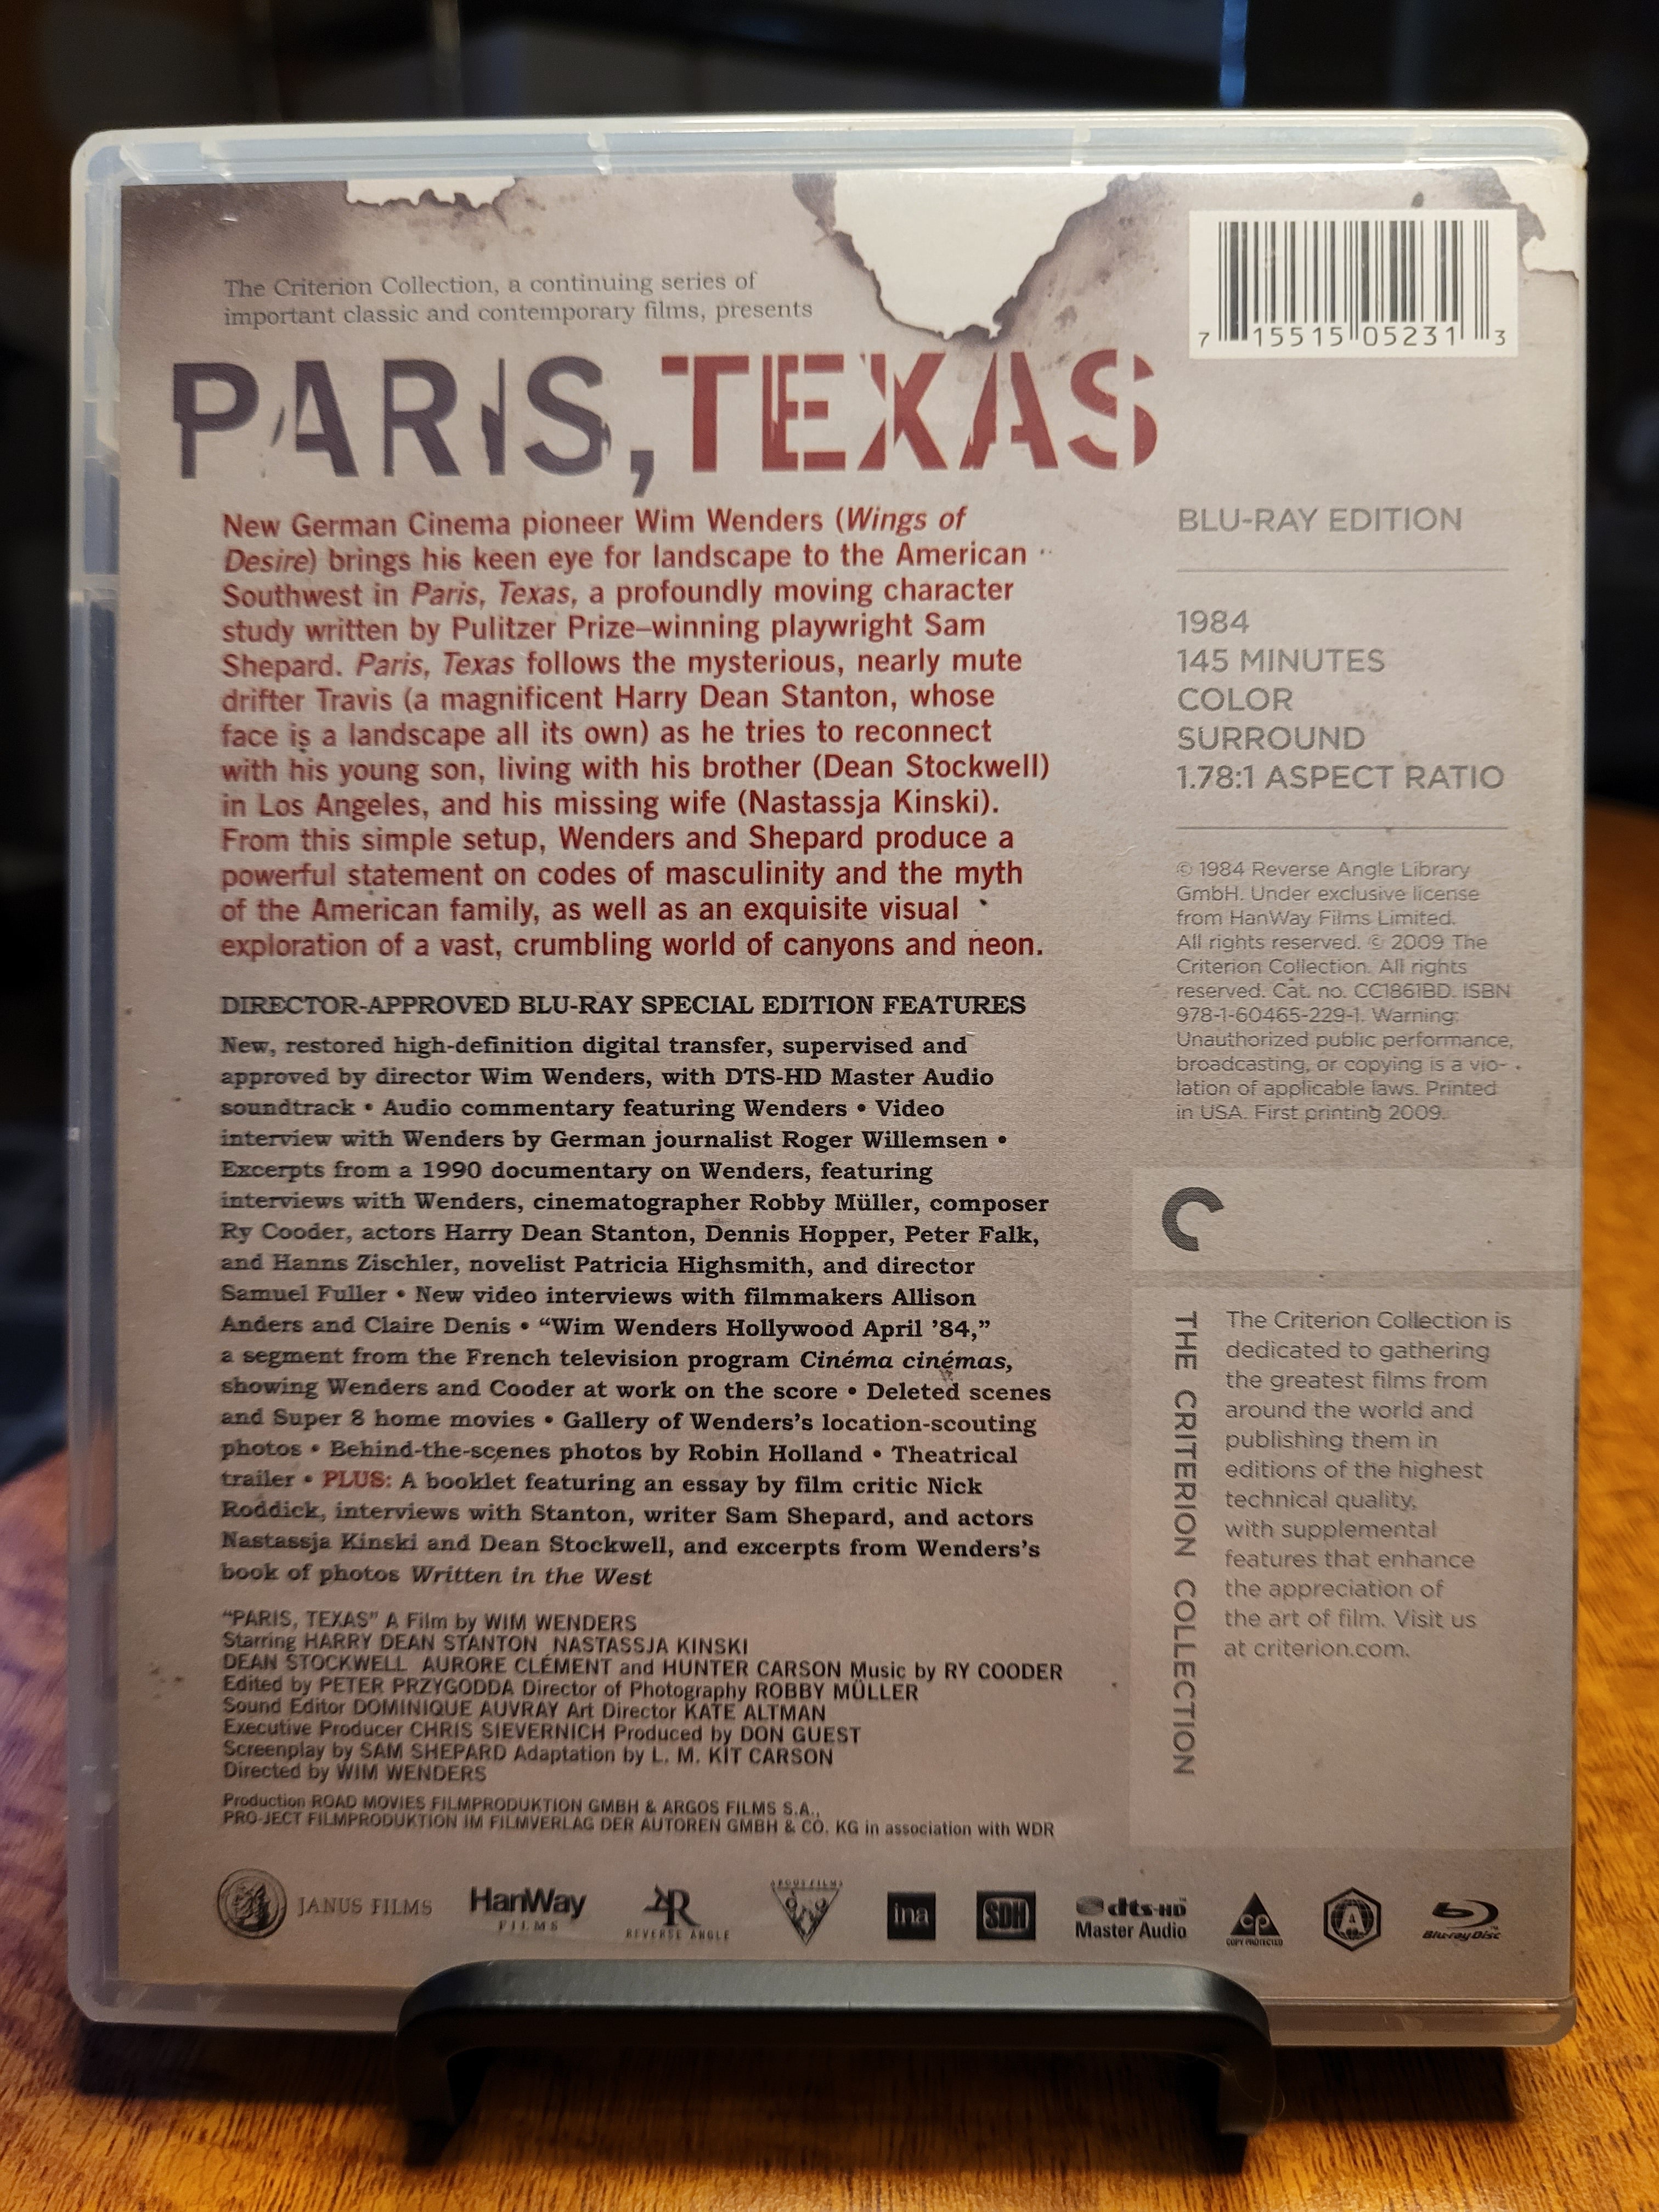 The Criterion Collection, a continuing series of
important classic and contemporary films, presents
PARIS, TEXAS
New German Cinema pioneer Wim Wenders (Wings of
Desire) brings his keen eye for landscape to the American
Southwest in Paris, Texas, a profoundly moving character
study written by Pulitzer Prize–winning playwright Sam
Shepard. Paris, Texas follows the mysterious, nearly mute
drifter Travis (a magnificent Harry Dean Stanton, whose
face is a landscape all its own) as he tries to reconnect
with his young son, living with his brother (Dean Stockwell)
in Los Angeles, and his missing wife (Nastassja Kinski).
From this simple setup, Wenders and Shepard produce a
powerful statement on codes of masculinity and the myth
of the American family, as well as an exquisite visual
exploration of a vast, crumbling world of canyons and neon.
DIRECTOR-APPROVED BLU-RAY SPECIAL EDITION FEATURES
New, restored high-definition digital transfer, supervised and
approved by director Wim Wenders, with DTS-HD Master Audio
soundtrack • Audio commentary featuring Wenders • Video
interview with Wenders by German journalist Roger Willemsen •
Excerpts from a 1990 documentary on Wenders, featuring
interviews with Wenders, cinematographer Robby Müller, composer
Ry Cooder, actors Harry Dean Stanton, Dennis Hopper, Peter Falk,
and Hanns Zischler, novelist Patricia Highsmith, and director
Samuel Fuller • New video interviews with filmmakers Allison
Anders and Claire Denis • “Wim Wenders Hollywood April ’84,”
a segment from the French television program Cinéma cinémas,
showing Wenders and Cooder at work on the score • Deleted scenes
and Super 8 home movies • Gallery of Wenders’s location-scouting
photos • Behind-the-scenes photos by Robin Holland • Theatrical
trailer • PLUS: A booklet featuring an essay by film critic Nick
Roddick, interviews with Stanton, writer Sam Shepard, and actors
Nastassja Kinski and Dean Stockwell, and excerpts from Wenders’s
book of photos Written in the West
“PARIS, TEXAS” A Film by WIM WENDERS
Starring HARRY DEAN STANTON NASTASSJA KINSKI
DEAN STOCKWELL AURORE CLÉMENT and HUNTER CARSON Music by RY COODER
Edited by PETER PRZYGODDA Director of Photography ROBBY MÜLLER
Sound Editor DOMINIQUE AUVRAY Art Director KATE ALTMAN
Executive Producer CHRIS SIEVERNICH Produced by DON GUEST
Screenplay by SAM SHEPARD Adaptation by L. M. KIT CARSON
Directed by WIM WENDERS
Production ROAD MOVIES FILMPRODUKTION GMBH & ARGOS FILMS S.A.,
PRO-JECT FILMPRODUKTION IM FILMVERLAG DER AUTOREN GMBH & CO. KG in association with WDR
7 15515 05231 3
BLU-RAY EDITION
1984
145 MINUTES
COLOR
SURROUND
1.78:1 ASPECT RATIO
© 1984 Reverse Angle Library
GmbH. Under exclusive license
from HanWay Films Limited.
All rights reserved. © 2009 The
Criterion Collection. All rights
reserved. Cat. no. CC1861BD. ISBN
978-1-60465-229-1. Warning:
Unauthorized public performance,
broadcasting, or copying is a vio-
lation of applicable laws. Printed
in USA. First printing 2009.
THE CRITERION COLLECTION
The Criterion Collection is
dedicated to gathering
the greatest films from
around the world and
publishing them in
editions of the highest
technical quality,
with supplemental
features that enhance
the appreciation of
the art of film. Visit us
at criterion.com.
JANUS FILMS
HanWay
FILMS
R
REVERSE ANGLE
ARGOS FILMS
ina
SDH
dts-HD
Master Audio
cp
COPY PROTECTED
A
Blu-ray Disc